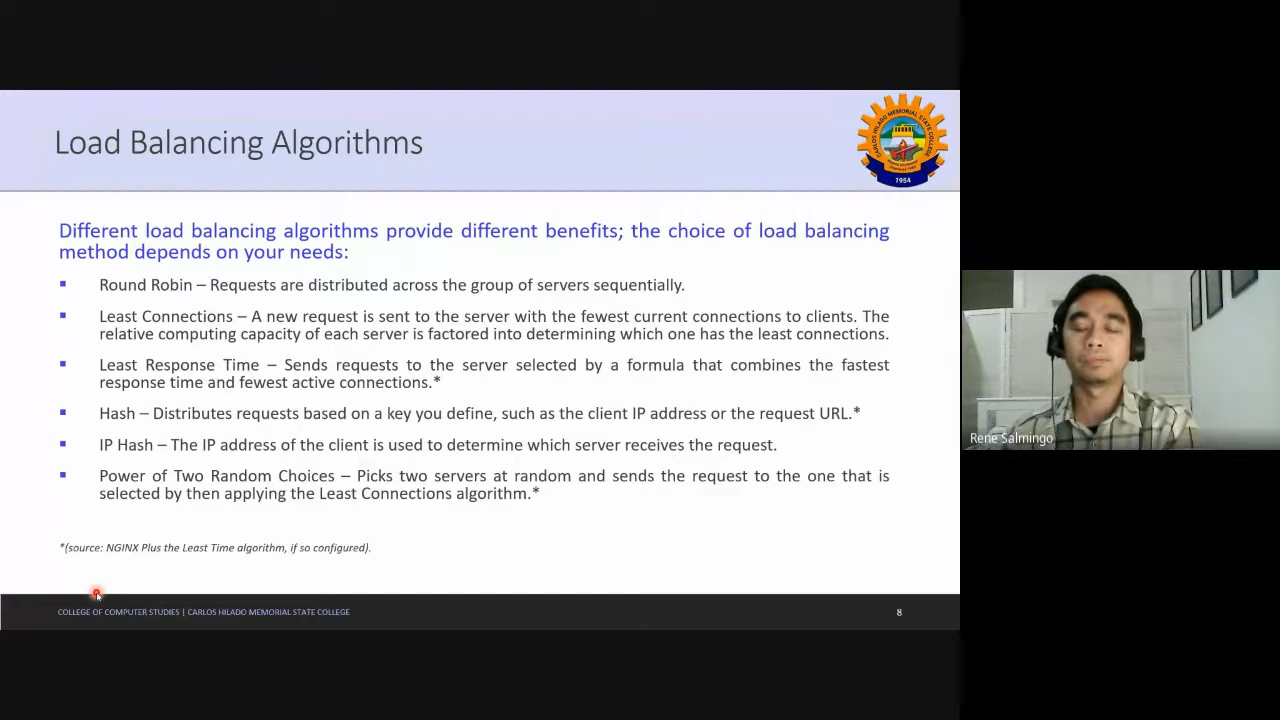 Load Balancing Algorithms
CARLOS HILADO MEMORIAL STATE COLLEGE
1954
Different load balancing algorithms provide different benefits; the choice of load balancing
method depends on your needs:
▪ Round Robin – Requests are distributed across the group of servers sequentially.
▪ Least Connections – A new request is sent to the server with the fewest current connections to clients. The
relative computing capacity of each server is factored into determining which one has the least connections.
▪ Least Response Time – Sends requests to the server selected by a formula that combines the fastest
response time and fewest active connections.*
▪ Hash – Distributes requests based on a key you define, such as the client IP address or the request URL.*
▪ IP Hash – The IP address of the client is used to determine which server receives the request.
▪ Power of Two Random Choices – Picks two servers at random and sends the request to the one that is
selected by then applying the Least Connections algorithm.*
*(source: NGINX Plus the Least Time algorithm, if so configured).
COLLEGE OF COMPUTER STUDIES | CARLOS HILADO MEMORIAL STATE COLLEGE
8
Rene Salmingo